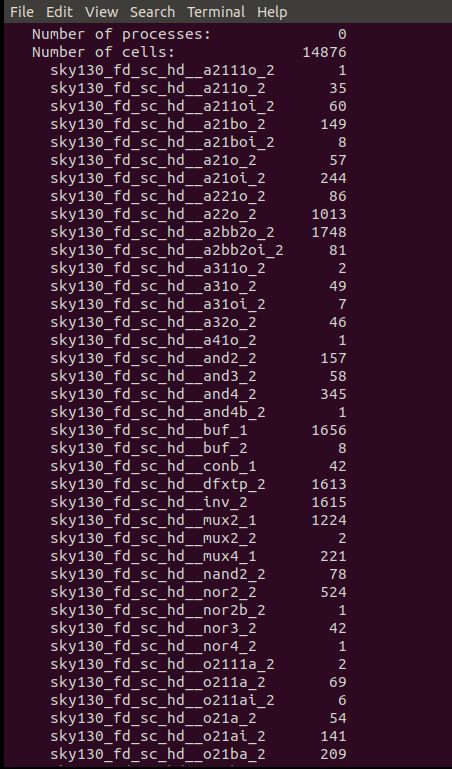 File Edit View Search Terminal Help
Number of processes: 0
Number of cells: 14876
sky130_fd_sc_hd__a2111o_2 1
sky130_fd_sc_hd__a211o_2 35
sky130_fd_sc_hd__a211oi_2 60
sky130_fd_sc_hd__a21bo_2 149
sky130_fd_sc_hd__a21boi_2 8
sky130_fd_sc_hd__a21o_2 57
sky130_fd_sc_hd__a21oi_2 244
sky130_fd_sc_hd__a221o_2 86
sky130_fd_sc_hd__a22o_2 1013
sky130_fd_sc_hd__a2bb2o_2 1748
sky130_fd_sc_hd__a2bb2oi_2 81
sky130_fd_sc_hd__a311o_2 2
sky130_fd_sc_hd__a31o_2 49
sky130_fd_sc_hd__a31oi_2 7
sky130_fd_sc_hd__a32o_2 46
sky130_fd_sc_hd__a41o_2 1
sky130_fd_sc_hd__and2_2 157
sky130_fd_sc_hd__and3_2 58
sky130_fd_sc_hd__and4_2 345
sky130_fd_sc_hd__and4b_2 1
sky130_fd_sc_hd__buf_1 1656
sky130_fd_sc_hd__buf_2 8
sky130_fd_sc_hd__conb_1 42
sky130_fd_sc_hd__dfxtp_2 1613
sky130_fd_sc_hd__inv_2 1615
sky130_fd_sc_hd__mux2_1 1224
sky130_fd_sc_hd__mux2_2 2
sky130_fd_sc_hd__mux4_1 221
sky130_fd_sc_hd__nand2_2 78
sky130_fd_sc_hd__nor2_2 524
sky130_fd_sc_hd__nor2b_2 1
sky130_fd_sc_hd__nor3_2 42
sky130_fd_sc_hd__nor4_2 1
sky130_fd_sc_hd__o2111a_2 2
sky130_fd_sc_hd__o211a_2 69
sky130_fd_sc_hd__o211ai_2 6
sky130_fd_sc_hd__o21a_2 54
sky130_fd_sc_hd__o21ai_2 141
sky130_fd_sc_hd__o21ba_2 209